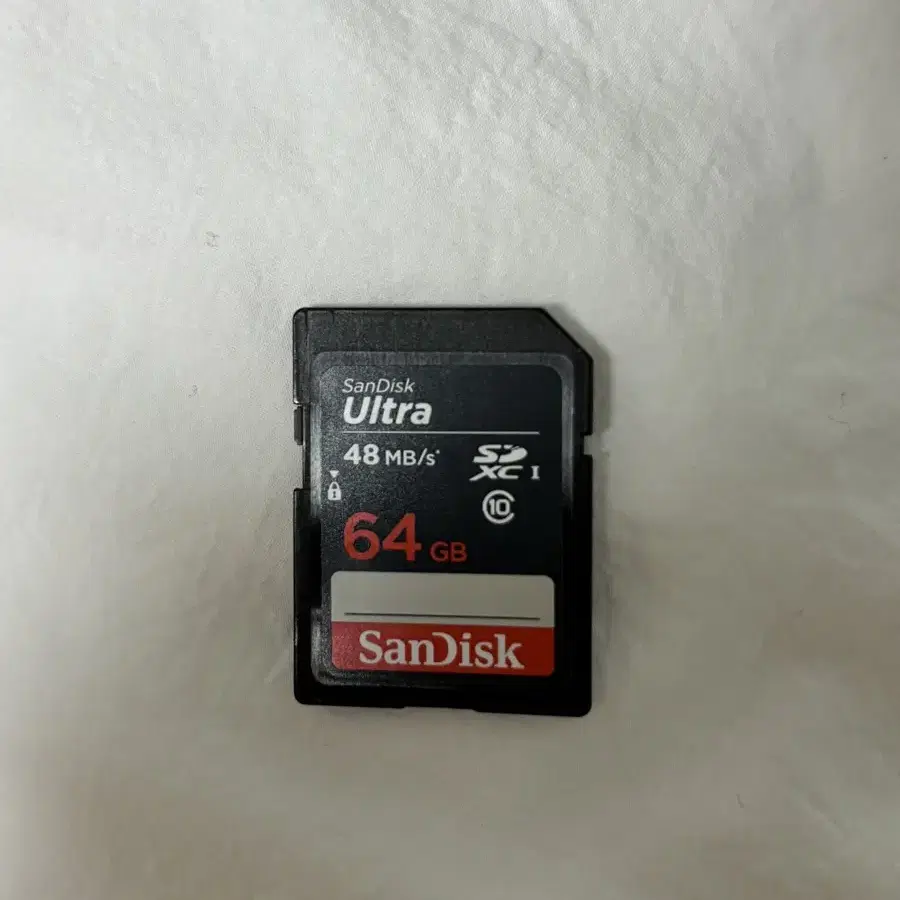 SanDisk
Ultra
48 MB/s*
SD XC I
10
64 GB
SanDisk